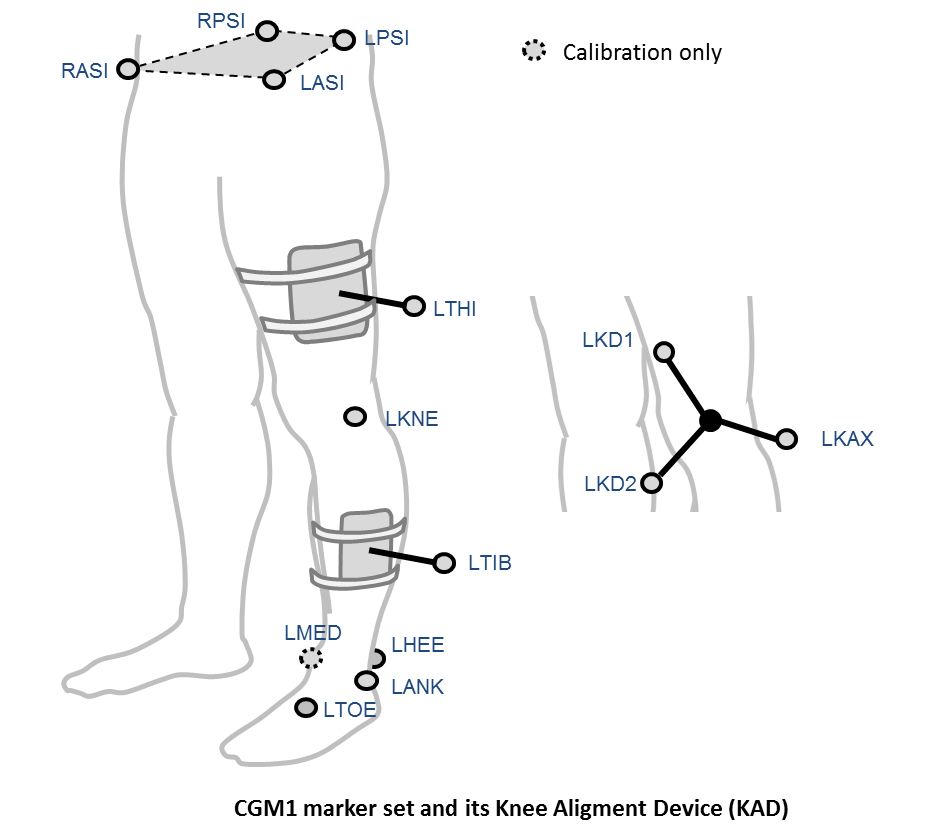 RPSI
LPSI
RASI
LASI
Calibration only
LTHI
LKD1
LKNE
LKAX
LKD2
LTIB
LMED
LHEE
LANK
LTOE
CGM1 marker set and its Knee Aligment Device (KAD)